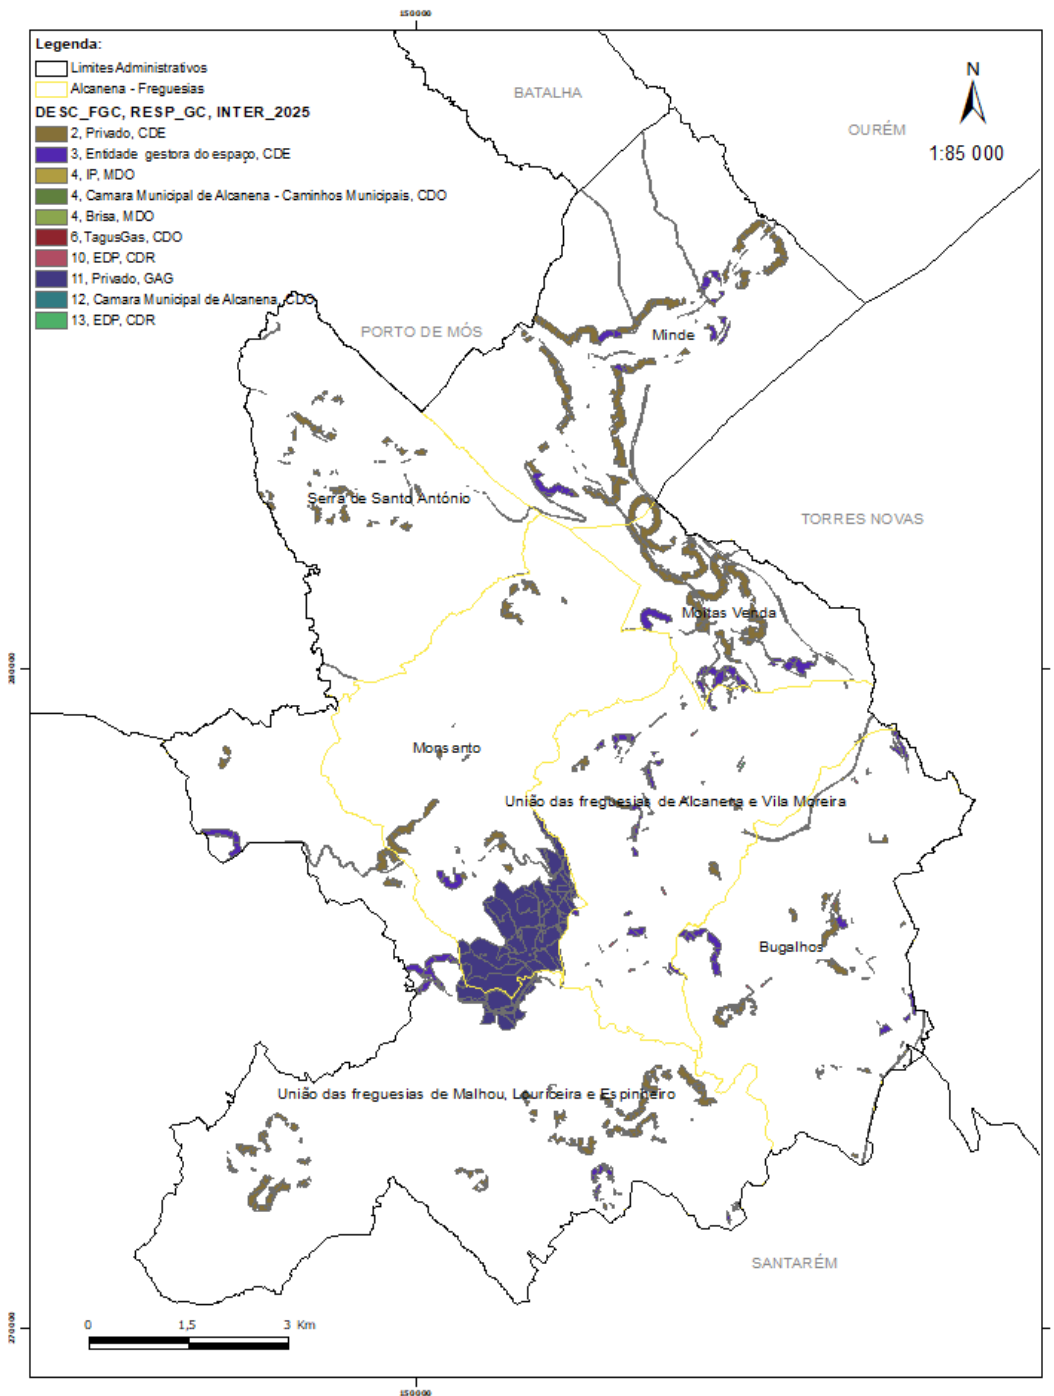 150000
Legenda:
Limites Administrativos
Alcanena - Freguesias
DESC_FGC, RESP_GC, INTER_2025
2, Privado, CDE
3, Entidade gestora do espaço, CDE
4, IP, MDO
4, Camara Municipal de Alcanena - Caminhos Municipais, CDO
4, Brisa, MDO
6, TagusGas, CDO
10, EDP, CDR
11, Privado, GAG
12, Camara Municipal de Alcanena, CDO
13, EDP, CDR
N
1:85 000
BATALHA
OURÉM
PORTO DE MÓS
Minde
Serra de Santo António
TORRES NOVAS
Moitas Venda
280000
Monsanto
União das freguesias de Alcanena e Vila Moreira
Bugalhos
União das freguesias de Malhou, Louriceira e Espinheiro
SANTARÉM
270000
0 1,5 3 Km
150000